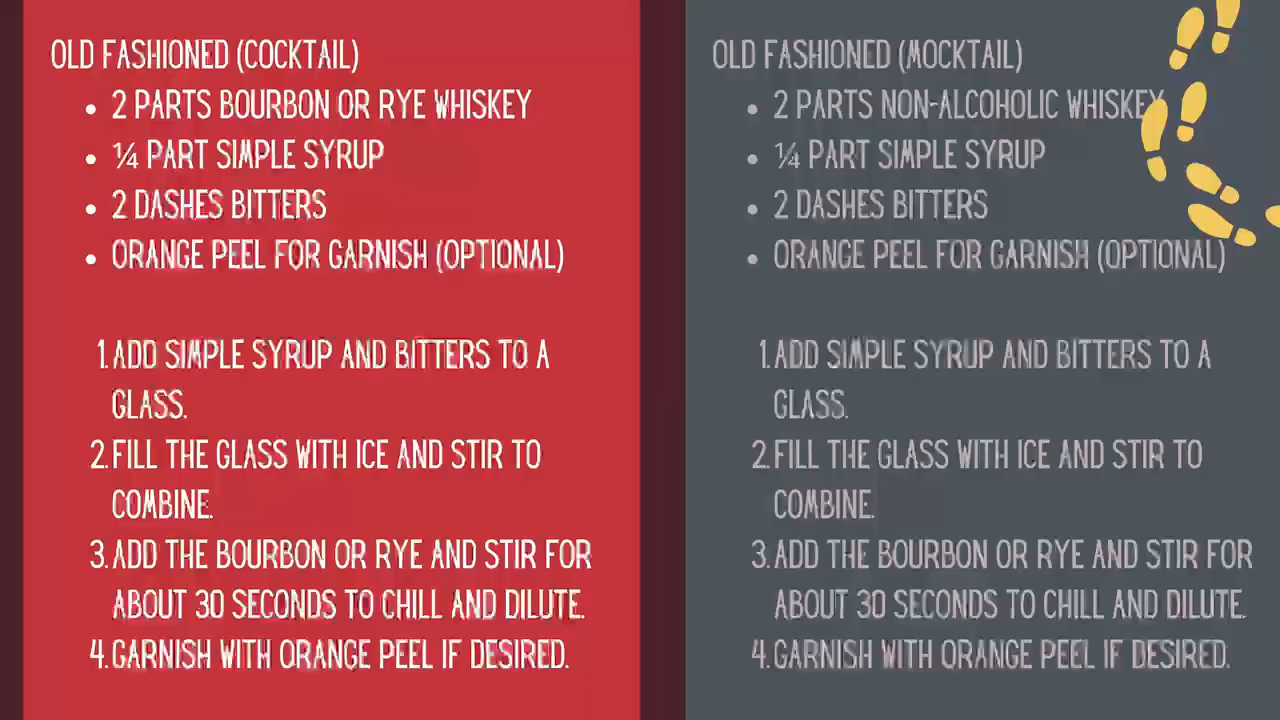 OLD FASHIONED (COCKTAIL)
• 2 PARTS BOURBON OR RYE WHISKEY
• ¼ PART SIMPLE SYRUP
• 2 DASHES BITTERS
• ORANGE PEEL FOR GARNISH (OPTIONAL)
1. ADD SIMPLE SYRUP AND BITTERS TO A
GLASS.
2. FILL THE GLASS WITH ICE AND STIR TO
COMBINE.
3. ADD THE BOURBON OR RYE AND STIR FOR
ABOUT 30 SECONDS TO CHILL AND DILUTE.
4. GARNISH WITH ORANGE PEEL IF DESIRED.
OLD FASHIONED (MOCKTAIL)
• 2 PARTS NON-ALCOHOLIC WHISKEY
• ¼ PART SIMPLE SYRUP
• 2 DASHES BITTERS
• ORANGE PEEL FOR GARNISH (OPTIONAL)
1. ADD SIMPLE SYRUP AND BITTERS TO A
GLASS.
2. FILL THE GLASS WITH ICE AND STIR TO
COMBINE.
3. ADD THE BOURBON OR RYE AND STIR FOR
ABOUT 30 SECONDS TO CHILL AND DILUTE.
4. GARNISH WITH ORANGE PEEL IF DESIRED.